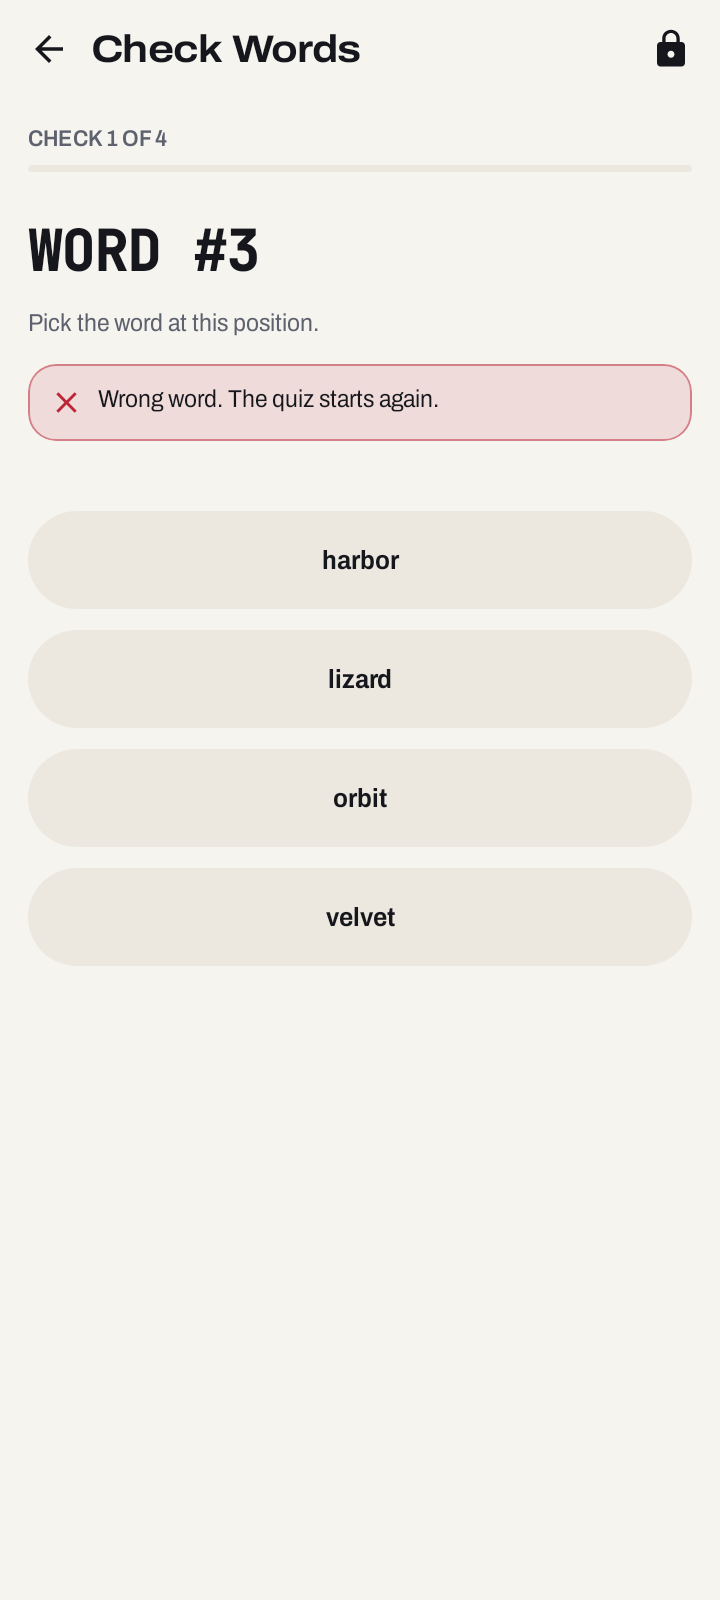 Check Words
CHECK 1 OF 4
WORD #3
Pick the word at this position.
Wrong word. The quiz starts again.
harbor
lizard
orbit
velvet